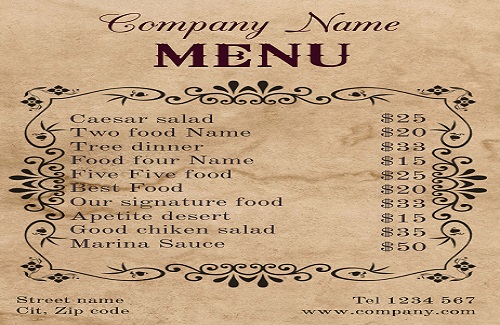 Company Name
MENU
Caesar salad $25
Two food Name $20
Tree dinner $33
Food four Name $15
Five Five food $25
Best Food $20
Our signature food $33
Apetite desert $15
Good chiken salad $35
Marina Sauce $50
Street name Tel 1234 567
Cit, Zip code www.company.com